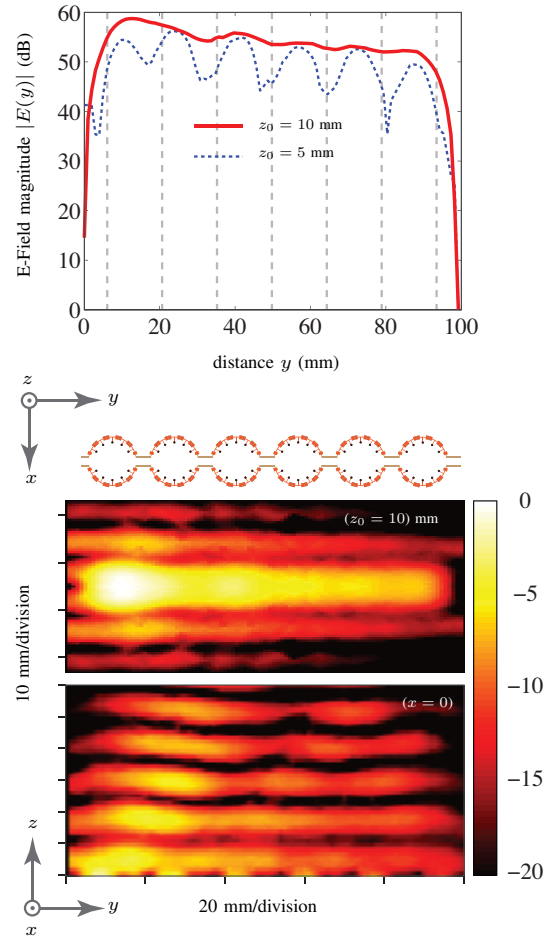 60
50
40
30
20
10
0
E-Field magnitude |E(y)| (dB)
z₀ = 10 mm
z₀ = 5 mm
0 20 40 60 80 100
distance y (mm)
z
y
x
(z₀ = 10) mm
(x = 0)
10 mm/division
0
−5
−10
−15
−20
z
x
y
20 mm/division